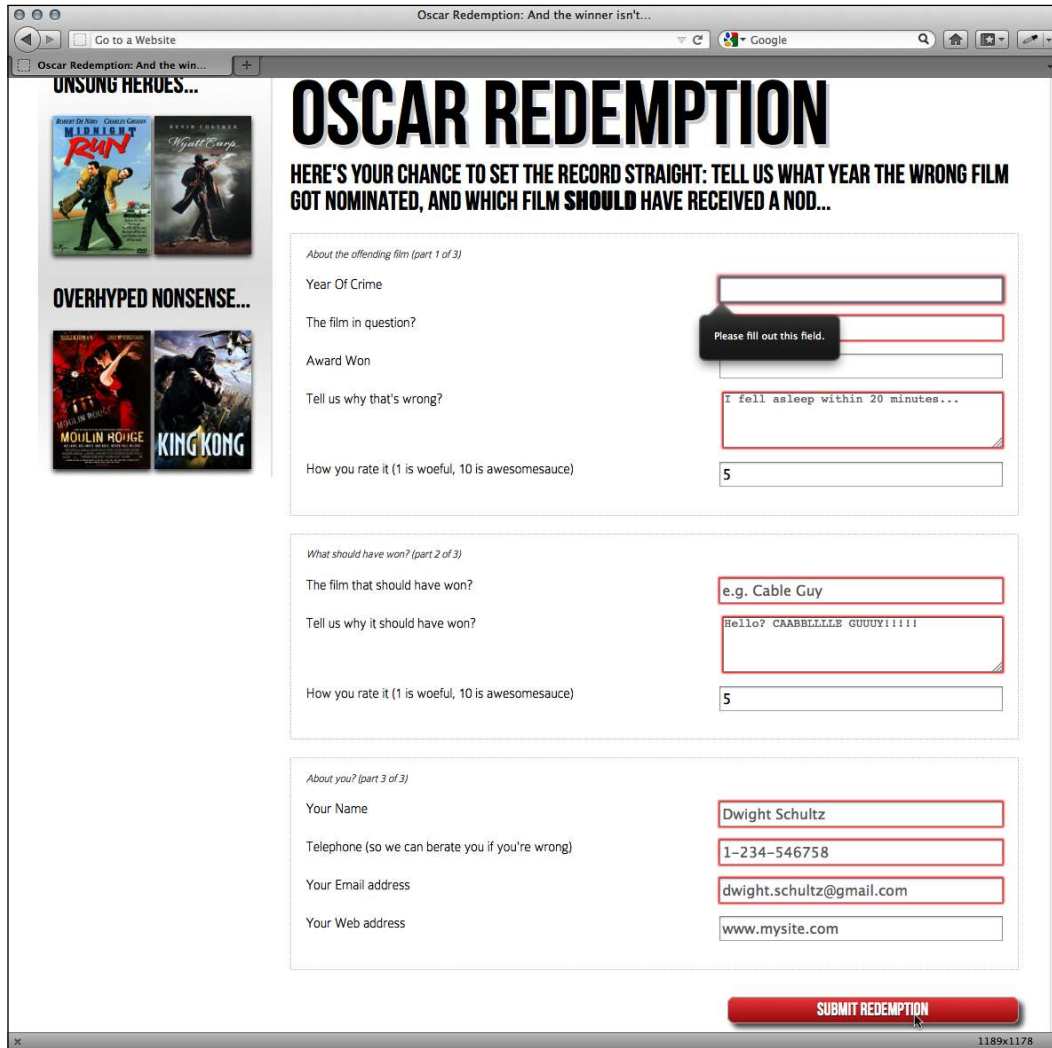 Oscar Redemption: And the winner isn't...
Go to a Website
Google
Oscar Redemption: And the win...
+
UNSUNG HEROES...
ROBERT DE NIRO CHARLES GRODIN
MIDNIGHT
RUN
KEVIN COSTNER
Wyatt Earp
OVERHYPED NONSENSE...
MOULIN ROUGE
MOULIN ROUGE
KING KONG
OSCAR REDEMPTION
HERE'S YOUR CHANCE TO SET THE RECORD STRAIGHT: TELL US WHAT YEAR THE WRONG FILM
GOT NOMINATED, AND WHICH FILM SHOULD HAVE RECEIVED A NOD...
About the offending film (part 1 of 3)
Year Of Crime
The film in question?
Please fill out this field.
Award Won
Tell us why that's wrong?
I fell asleep within 20 minutes...
How you rate it (1 is woeful, 10 is awesomesauce)
5
What should have won? (part 2 of 3)
The film that should have won?
e.g. Cable Guy
Tell us why it should have won?
Hello? CAABBLLLLE GUUUY!!!!!
How you rate it (1 is woeful, 10 is awesomesauce)
5
About you? (part 3 of 3)
Your Name
Dwight Schultz
Telephone (so we can berate you if you're wrong)
1-234-546758
Your Email address
dwight.schultz@gmail.com
Your Web address
www.mysite.com
SUBMIT REDEMPTION
x
1189x1178